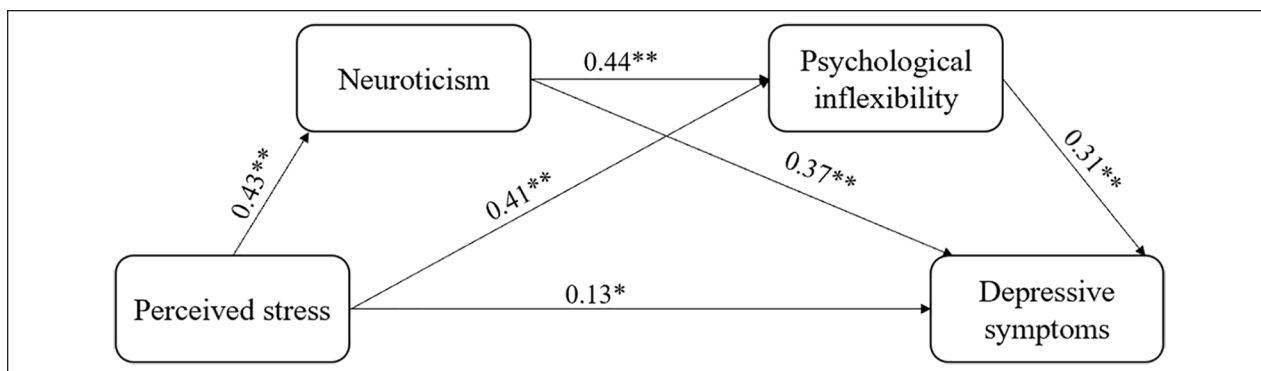 Neuroticism
Psychological
inflexibility
0.44**
0.43**
0.41**
0.37**
0.31**
Perceived stress
0.13*
Depressive
symptoms